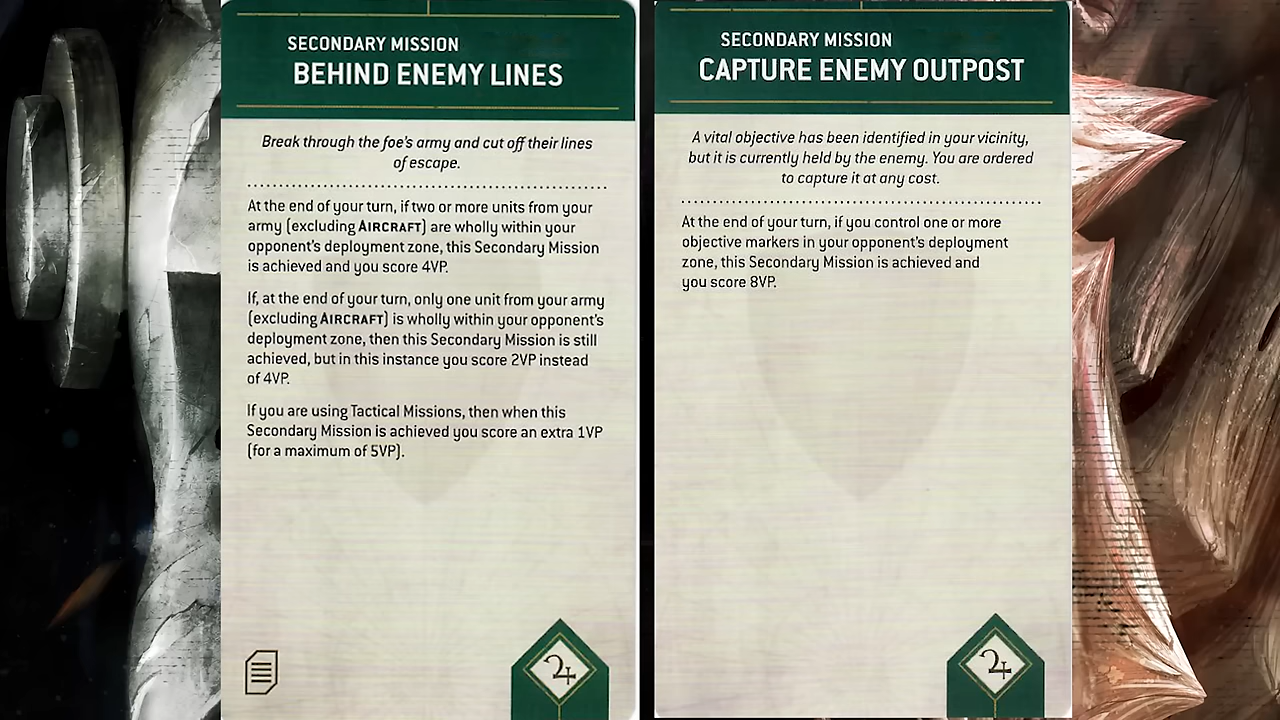 SECONDARY MISSION
BEHIND ENEMY LINES
Break through the foe's army and cut off their lines
of escape.
At the end of your turn, if two or more units from your
army (excluding AIRCRAFT) are wholly within your
opponent's deployment zone, this Secondary Mission
is achieved and you score 4VP.
If, at the end of your turn, only one unit from your army
(excluding AIRCRAFT) is wholly within your opponent's
deployment zone, then this Secondary Mission is still
achieved, but in this instance you score 2VP instead
of 4VP.
If you are using Tactical Missions, then when this
Secondary Mission is achieved you score an extra 1VP
(for a maximum of 5VP).
SECONDARY MISSION
CAPTURE ENEMY OUTPOST
A vital objective has been identified in your vicinity,
but it is currently held by the enemy. You are ordered
to capture it at any cost.
At the end of your turn, if you control one or more
objective markers in your opponent's deployment
zone, this Secondary Mission is achieved and
you score 8VP.